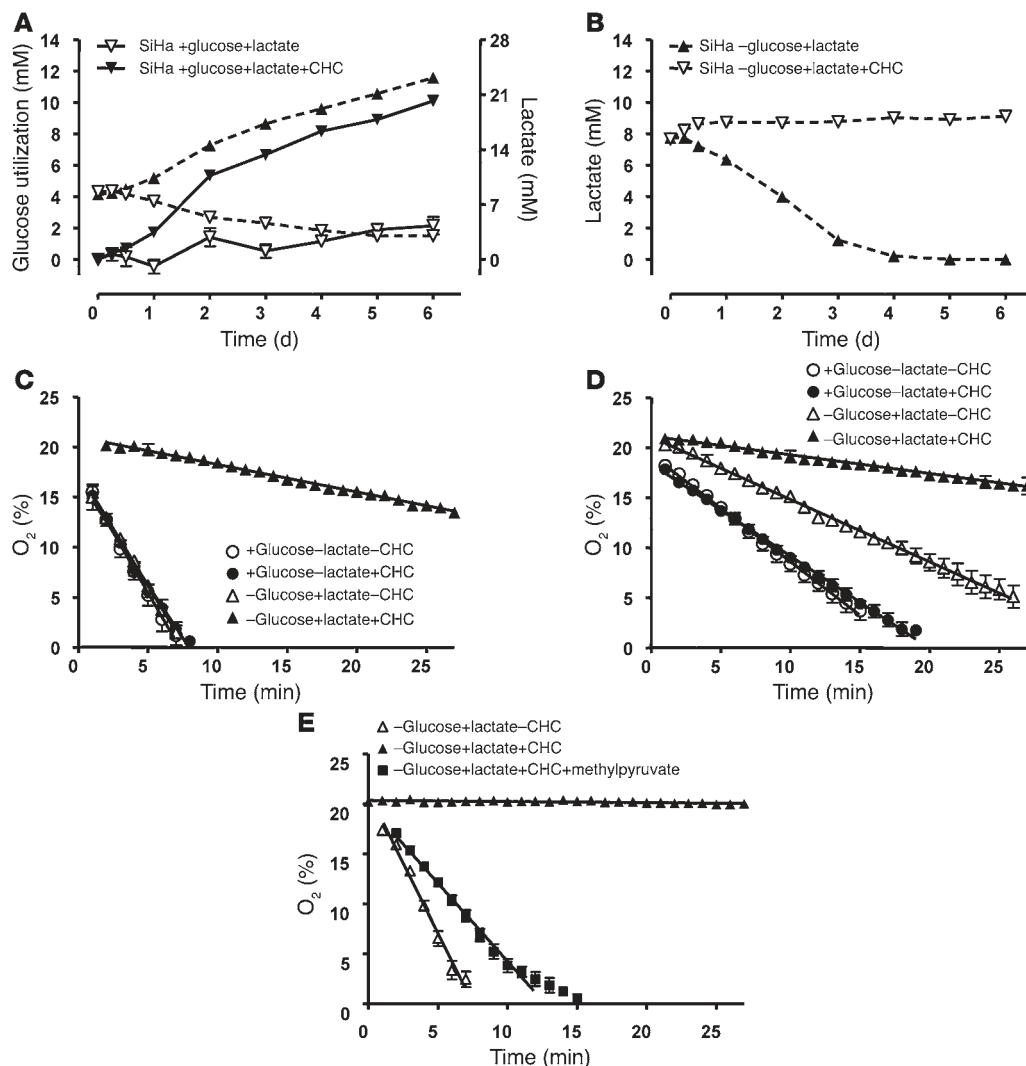 A
SiHa +glucose+lactate
SiHa +glucose+lactate+CHC
Glucose utilization (mM)
14
12
10
8
6
4
2
0
28
21
14
7
0
Lactate
(mM)
0 1 2 3 4 5 6
Time (d)
B
SiHa –glucose+lactate
SiHa –glucose+lactate+CHC
Lactate (mM)
14
12
10
8
6
4
2
0
0 1 2 3 4 5 6
Time (d)
C
O2 (%)
25
20
15
10
5
0
+Glucose–lactate–CHC
+Glucose–lactate+CHC
–Glucose+lactate–CHC
–Glucose+lactate+CHC
0 5 10 15 20 25
Time (min)
D
+Glucose–lactate–CHC
+Glucose–lactate+CHC
–Glucose+lactate–CHC
–Glucose+lactate+CHC
O2 (%)
25
20
15
10
5
0
0 5 10 15 20 25
Time (min)
E
–Glucose+lactate–CHC
–Glucose+lactate+CHC
–Glucose+lactate+CHC+methylpyruvate
O2 (%)
25
20
15
10
5
0
0 5 10 15 20 25
Time (min)